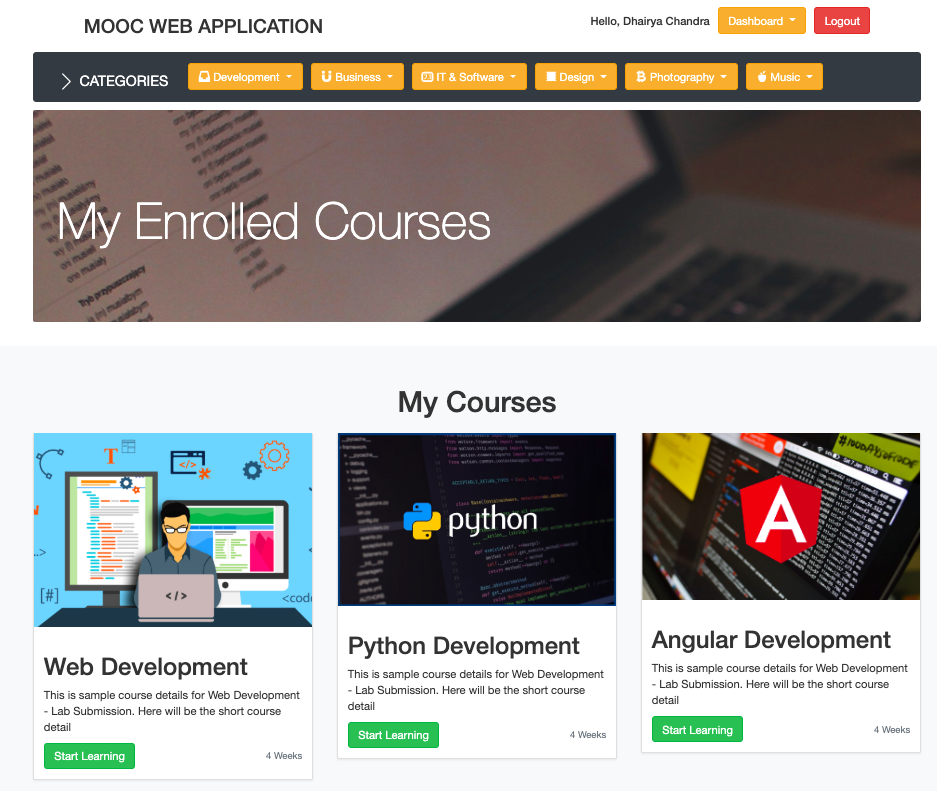 MOOC WEB APPLICATION
Hello, Dhairya Chandra Dashboard Logout
CATEGORIES Development Business IT & Software Design Photography Music
My Enrolled Courses
My Courses
T
</>
</>
[#]
<code
python
A
Web Development
This is sample course details for Web Development
- Lab Submission. Here will be the short course
detail
Start Learning 4 Weeks
Python Development
This is sample course details for Web Development
- Lab Submission. Here will be the short course
detail
Start Learning 4 Weeks
Angular Development
This is sample course details for Web Development
- Lab Submission. Here will be the short course
detail
Start Learning 4 Weeks